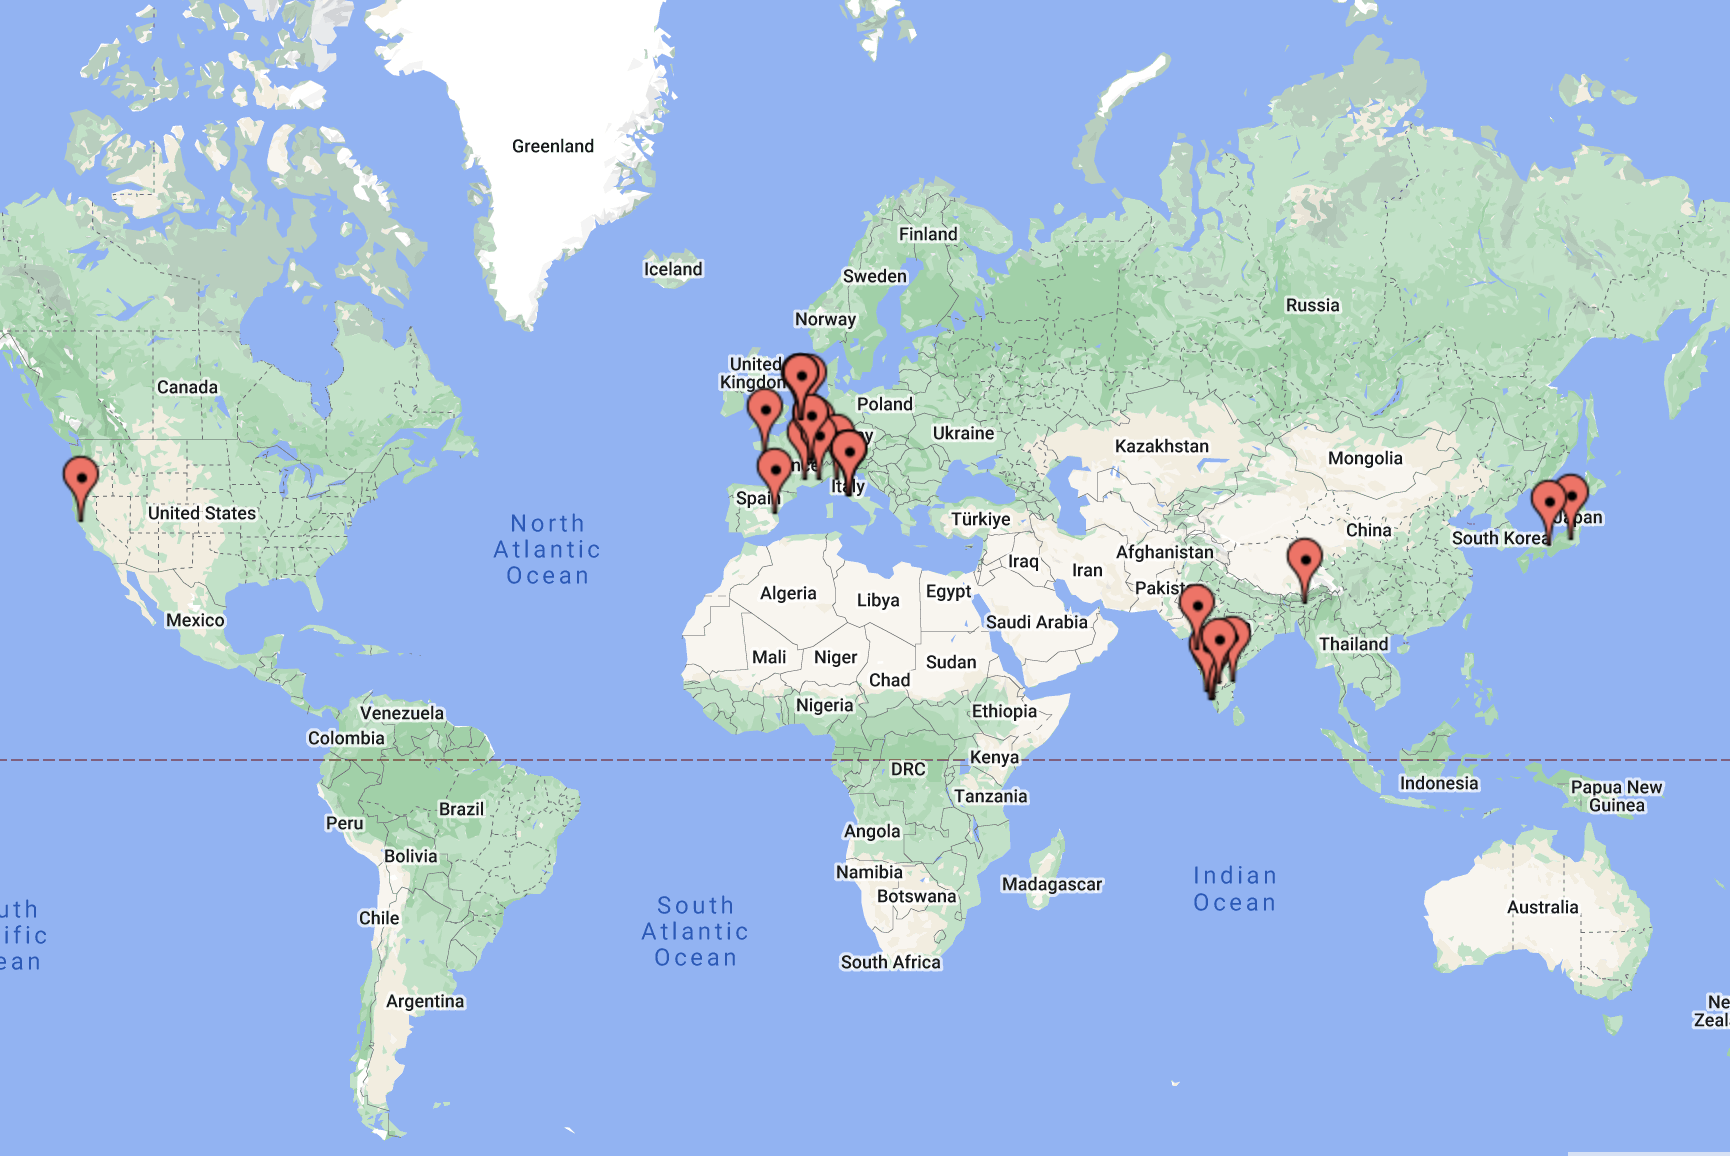 Greenland
Iceland
Finland
Sweden
Norway
Russia
United
Kingdom
Poland
Ukraine
Canada
Kazakhstan
Mongolia
Italy
Spain
Türkiye
United States
North
Atlantic
Ocean
China
Japan
South Korea
Afghanistan
Iraq
Iran
Pakist
Algeria
Libya
Egypt
Saudi Arabia
Mexico
Thailand
Mali
Niger
Sudan
Chad
Nigeria
Ethiopia
Venezuela
Colombia
Kenya
DRC
Indonesia
Papua New
Guinea
Tanzania
Brazil
Peru
Angola
Bolivia
Namibia
Botswana
Madagascar
Indian
Ocean
Australia
Chile
South
Atlantic
Ocean
uth
ific
ean
South Africa
Argentina
Ne
Zeal